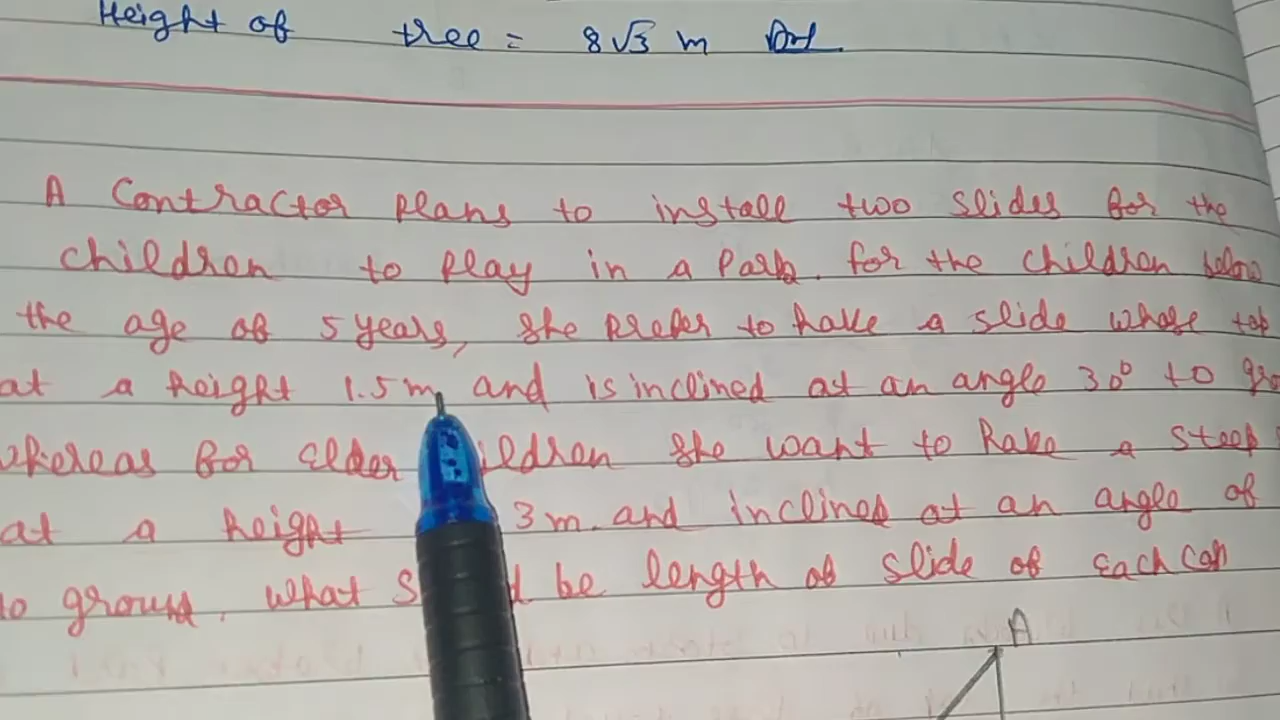 Height of tree = 8√3 m Ans
A Contractor plans to install two slides for the
children to play in a Park. for the children below
the age of 5 years, she prefer to have a slide whose top
at a height 1.5 m and is inclined at an angle 30° to
whereas for elder she want to have a steep
at a height 3 m and inclined at an angle of
to ground. what be length of slide of each
A